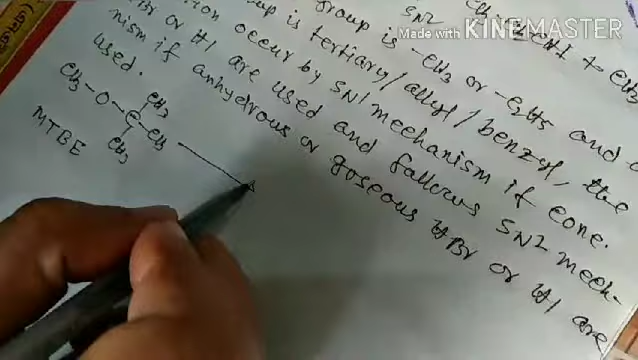 SN2
group is -CH3 or -C2H5 and
group is tertiary/allyl/benzyl, the
occur by SN1 mechanism if conc.
HBr or HI are used and follows SN2 mech-
nism if anhydrous or gaseous HBr or HI are
used.
CH3-O-C-CH3
CH3
CH3
MTBE
Made with KINEMASTER